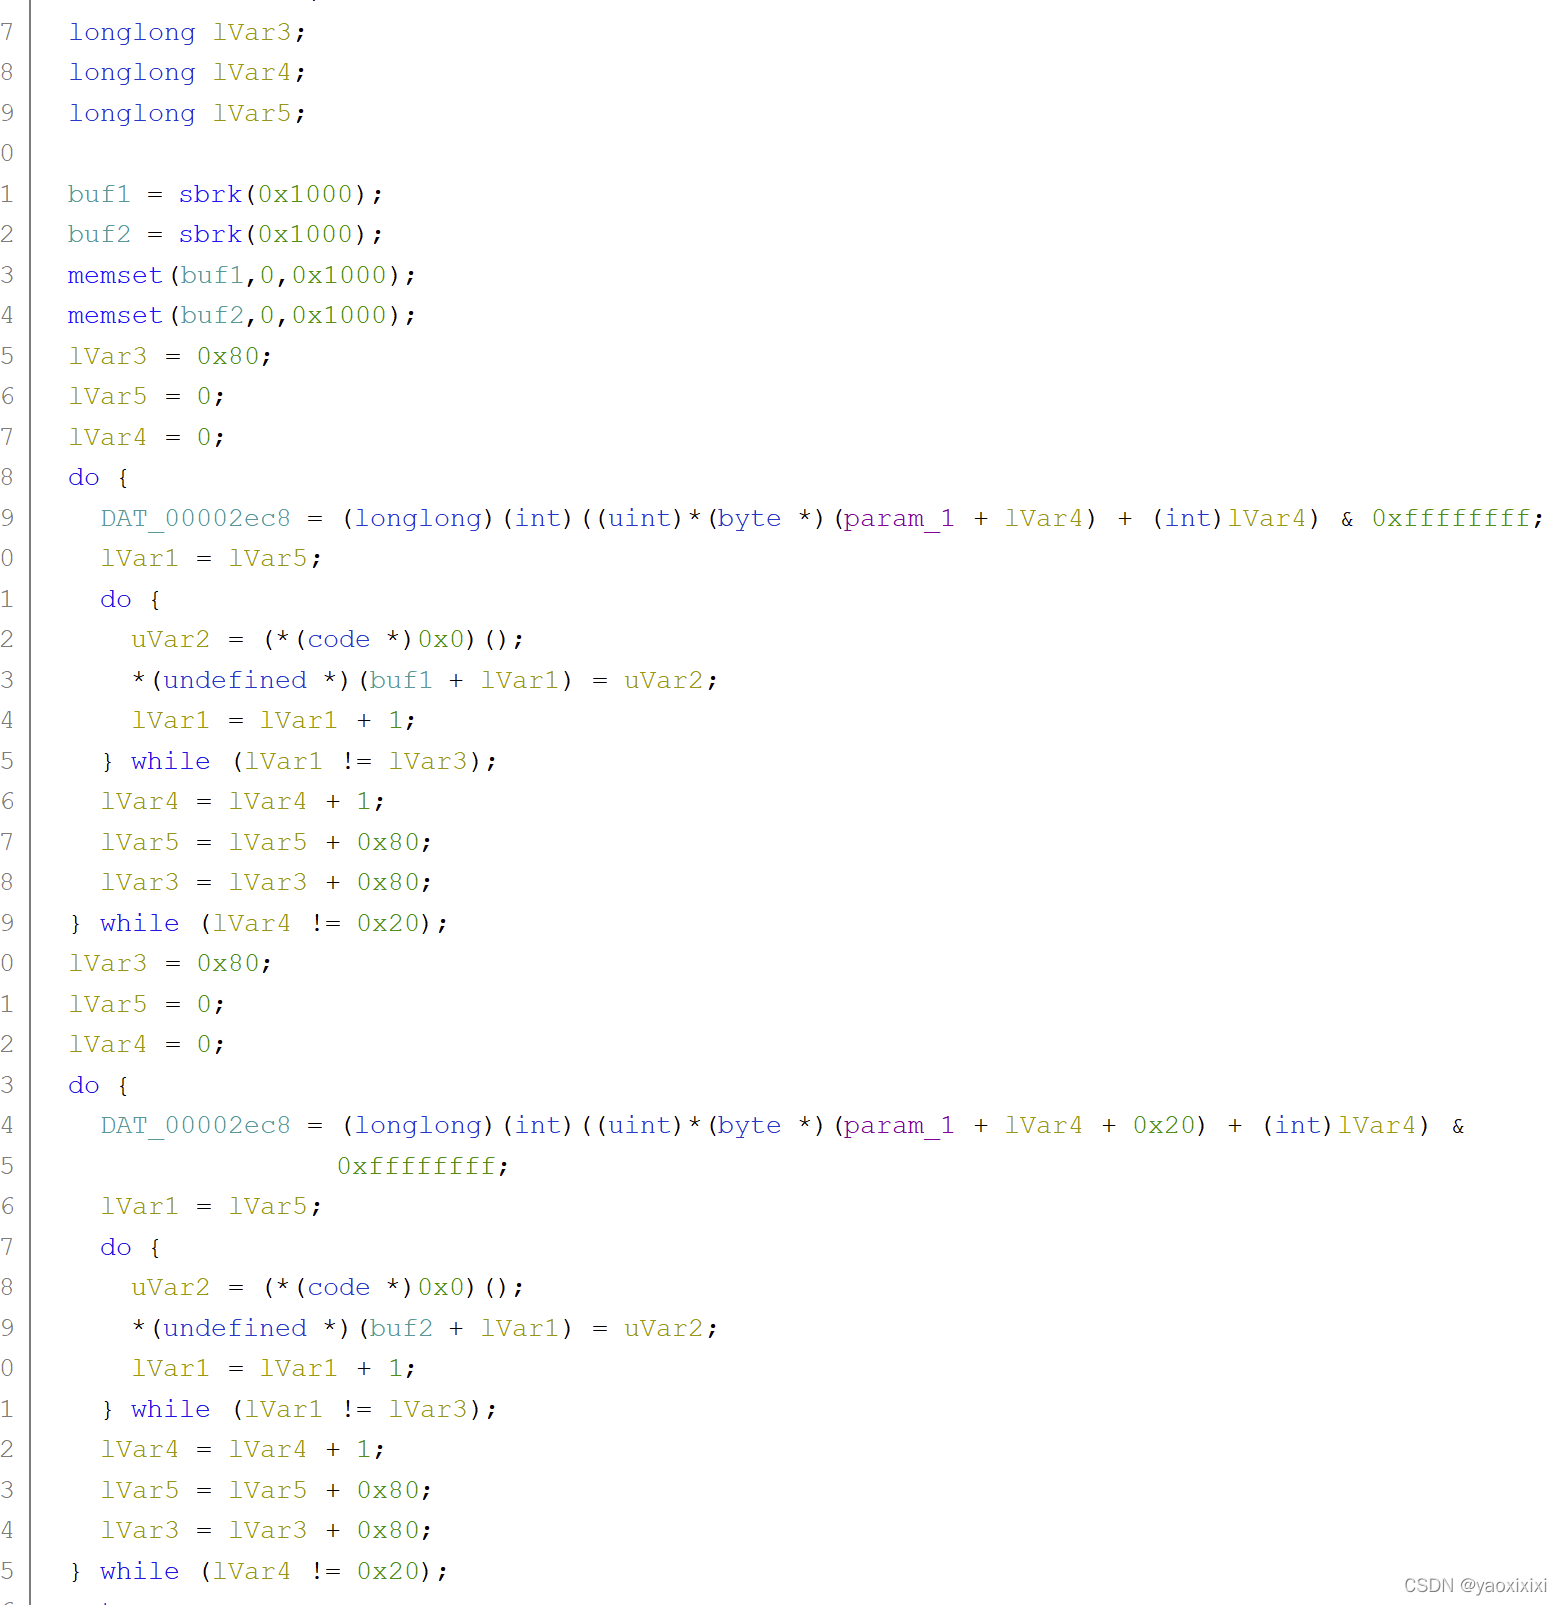 7 longlong lVar3;
8 longlong lVar4;
9 longlong lVar5;
0
1 buf1 = sbrk(0x1000);
2 buf2 = sbrk(0x1000);
3 memset(buf1,0,0x1000);
4 memset(buf2,0,0x1000);
5 lVar3 = 0x80;
6 lVar5 = 0;
7 lVar4 = 0;
8 do {
9 DAT_00002ec8 = (longlong)(int)((uint)*(byte *)(param_1 + lVar4) + (int)lVar4) & 0xffffffff;
0 lVar1 = lVar5;
1 do {
2 uVar2 = (*(code *)0x0)();
3 *(undefined *)(buf1 + lVar1) = uVar2;
4 lVar1 = lVar1 + 1;
5 } while (lVar1 != lVar3);
6 lVar4 = lVar4 + 1;
7 lVar5 = lVar5 + 0x80;
8 lVar3 = lVar3 + 0x80;
9 } while (lVar4 != 0x20);
0 lVar3 = 0x80;
1 lVar5 = 0;
2 lVar4 = 0;
3 do {
4 DAT_00002ec8 = (longlong)(int)((uint)*(byte *)(param_1 + lVar4 + 0x20) + (int)lVar4) &
5 0xffffffff;
6 lVar1 = lVar5;
7 do {
8 uVar2 = (*(code *)0x0)();
9 *(undefined *)(buf2 + lVar1) = uVar2;
0 lVar1 = lVar1 + 1;
1 } while (lVar1 != lVar3);
2 lVar4 = lVar4 + 1;
3 lVar5 = lVar5 + 0x80;
4 lVar3 = lVar3 + 0x80;
5 } while (lVar4 != 0x20);
CSDN @yaoxixixi